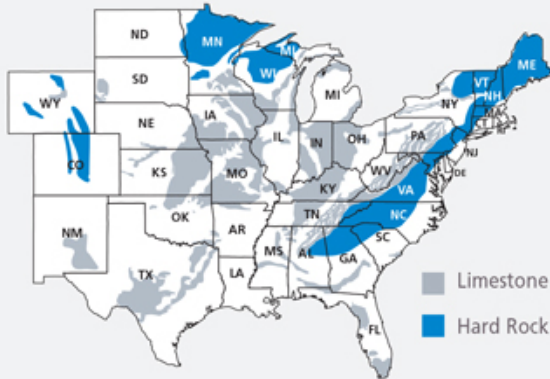 ND
MN
MI
ME
VT
NH
SD
WI
WY
NY
MI
MA
NE
IA
PA
IL
IN
OH
NJ
CO
WV
DE
KS
MO
KY
VA
TN
NC
OK
NM
AR
SC
MS
AL
GA
TX
LA
FL
Limestone
Hard Rock